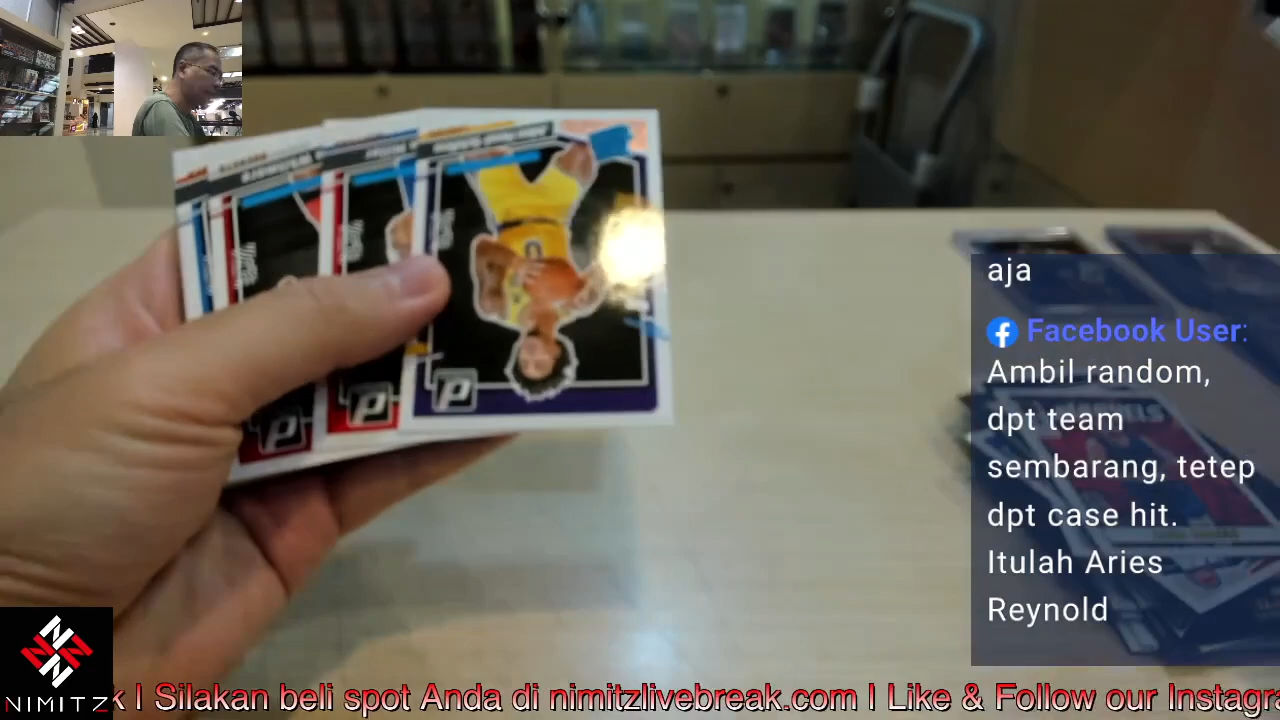 aja
Facebook User:
Ambil random,
dpt team
sembarang, tetep
dpt case hit.
Itulah Aries
Reynold
NIMITZ
k I Silakan beli spot Anda di nimitzlivebreak.com I Like & Follow our Instagra